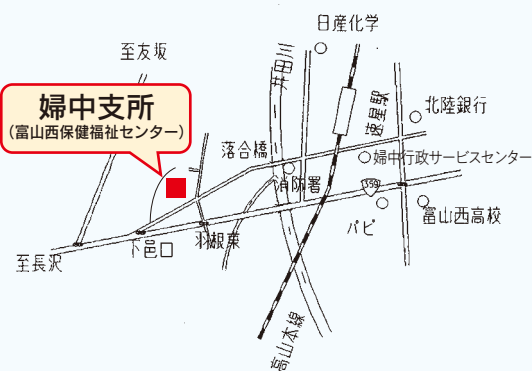 日産化学
至友坂
井田川
婦中支所
(富山西保健福祉センター)
速星駅
北陸銀行
落合橋
婦中行政サービスセンター
消防署
359
富山西高校
パピ
羽根東
下邑口
至長沢
高山本線